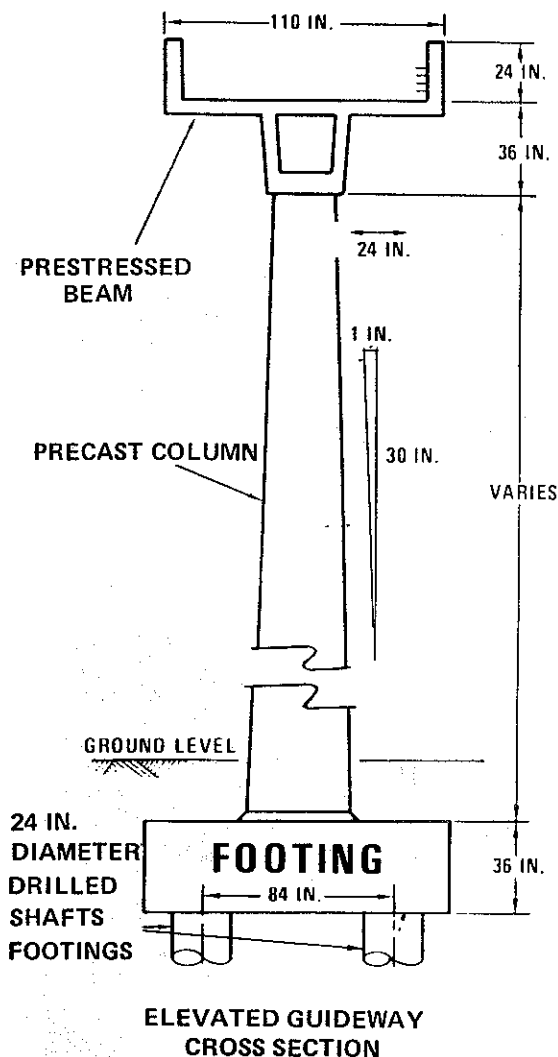 110 IN.
24 IN.
36 IN.
24 IN.
PRESTRESSED
BEAM
1 IN.
PRECAST COLUMN
30 IN.
VARIES
GROUND LEVEL
24 IN.
DIAMETER
DRILLED
SHAFTS
FOOTINGS
FOOTING
84 IN.
36 IN.
ELEVATED GUIDEWAY
CROSS SECTION